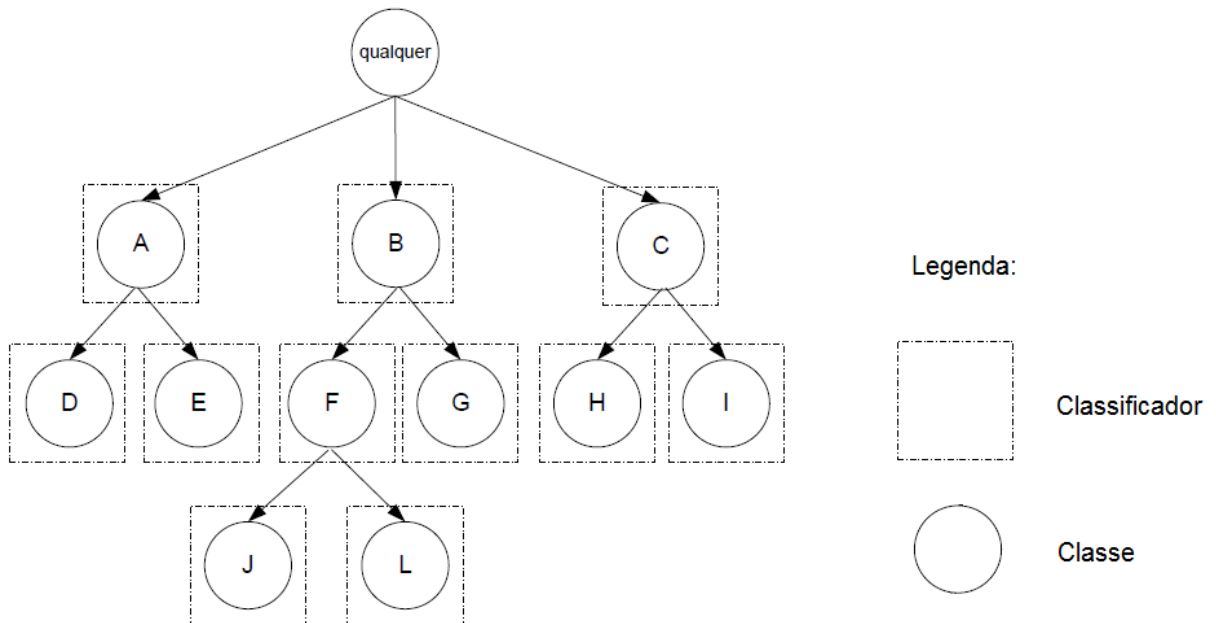 qualquer
A
B
C
Legenda:
D
E
F
G
H
I
Classificador
J
L
Classe